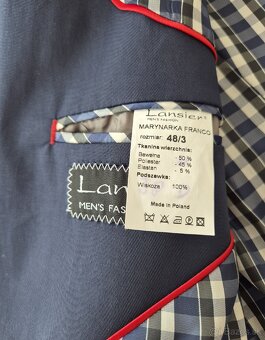 Lansier
MEN'S FASHION
MARYNARKA FRANCO
rozmiar: 48/3
Tkanina wierzchnia:
Bawełna - 50%
Poliester - 45%
Elastan - 5%
Podszewka:
Wiskoza 100%
Made in Poland
Lan
MEN'S FAS